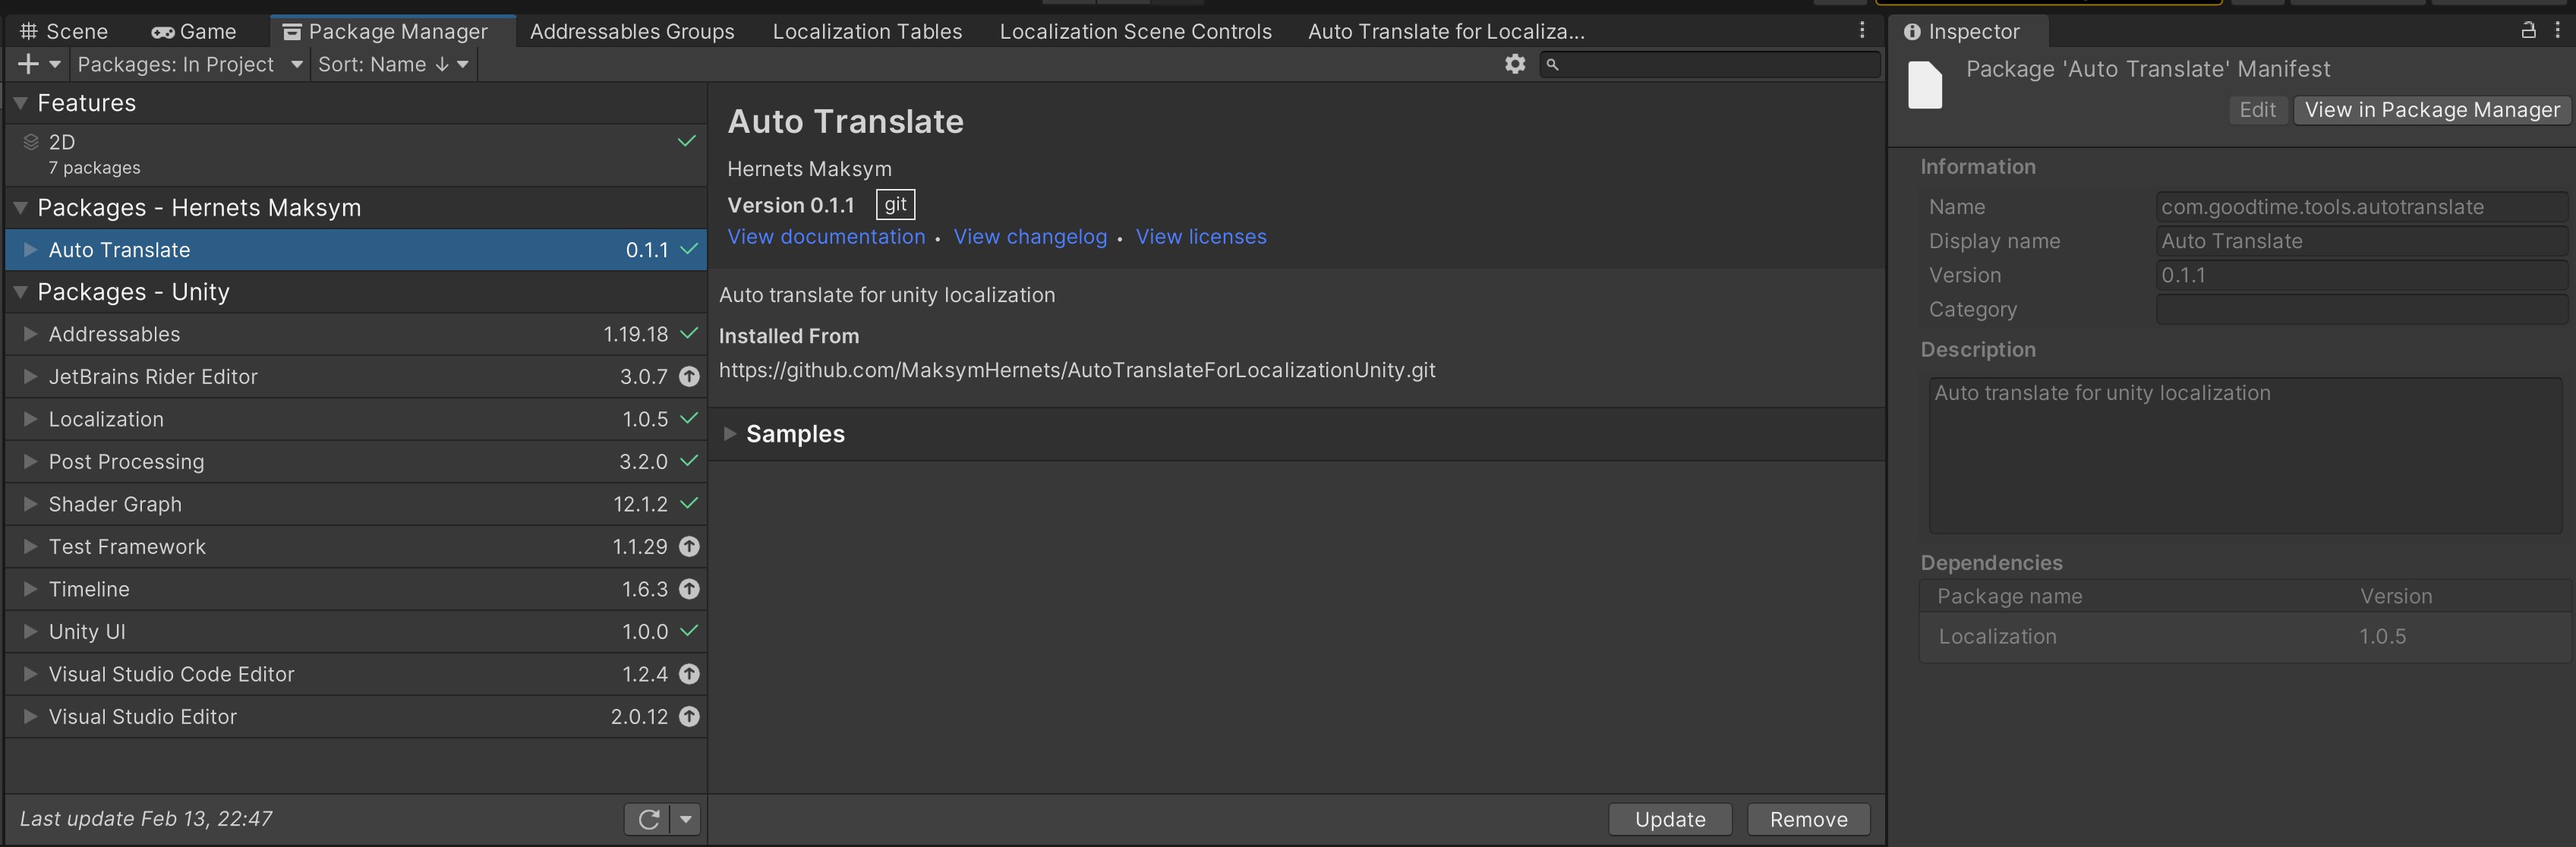 Scene Game Package Manager Addressables Groups Localization Tables Localization Scene Controls Auto Translate for Localiza...
Packages: In Project Sort: Name ↓
Features
2D
7 packages
Packages - Hernets Maksym
Auto Translate 0.1.1
Packages - Unity
Addressables 1.19.18
JetBrains Rider Editor 3.0.7
Localization 1.0.5
Post Processing 3.2.0
Shader Graph 12.1.2
Test Framework 1.1.29
Timeline 1.6.3
Unity UI 1.0.0
Visual Studio Code Editor 1.2.4
Visual Studio Editor 2.0.12
Last update Feb 13, 22:47
Auto Translate
Hernets Maksym
Version 0.1.1 git
View documentation • View changelog • View licenses
Auto translate for unity localization
Installed From
https://github.com/MaksymHernets/AutoTranslateForLocalizationUnity.git
Samples
Update Remove
Inspector
Package 'Auto Translate' Manifest
Edit View in Package Manager
Information
Name com.goodtime.tools.autotranslate
Display name Auto Translate
Version 0.1.1
Category
Description
Auto translate for unity localization
Dependencies
Package name Version
Localization 1.0.5